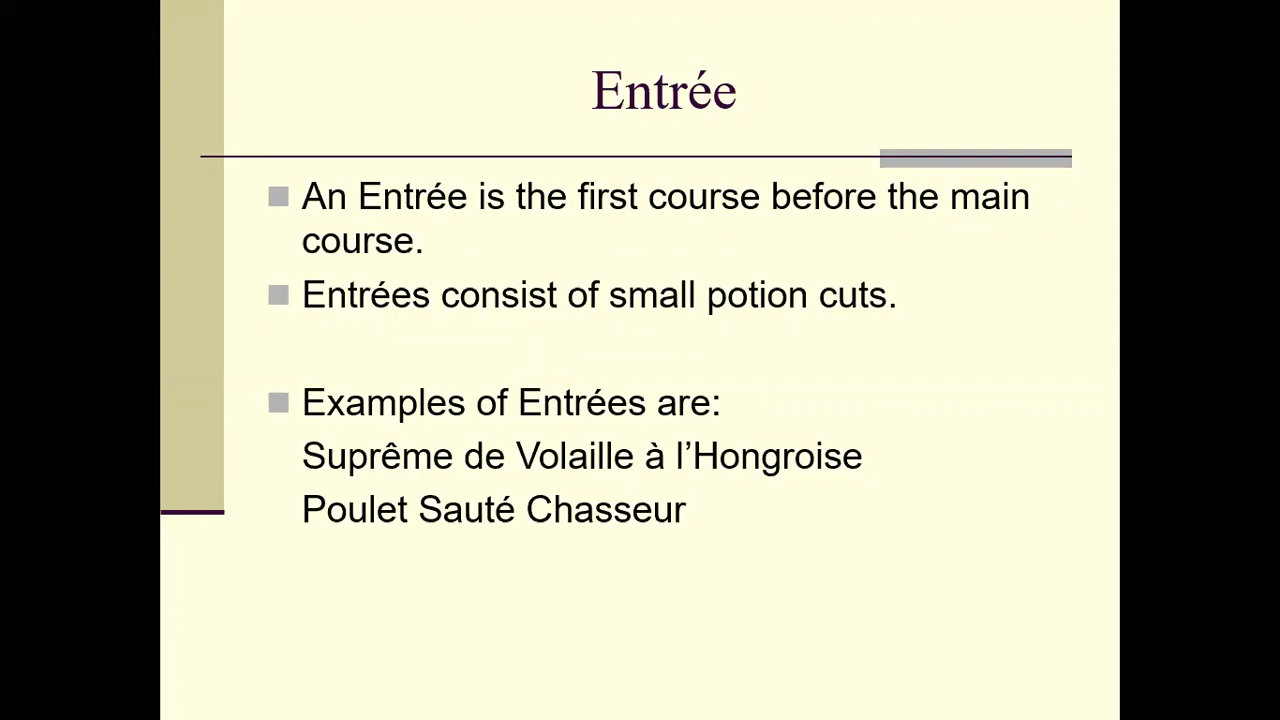 Entrée
An Entrée is the first course before the main
course.
Entrées consist of small potion cuts.
Examples of Entrées are:
Suprême de Volaille à l’Hongroise
Poulet Sauté Chasseur